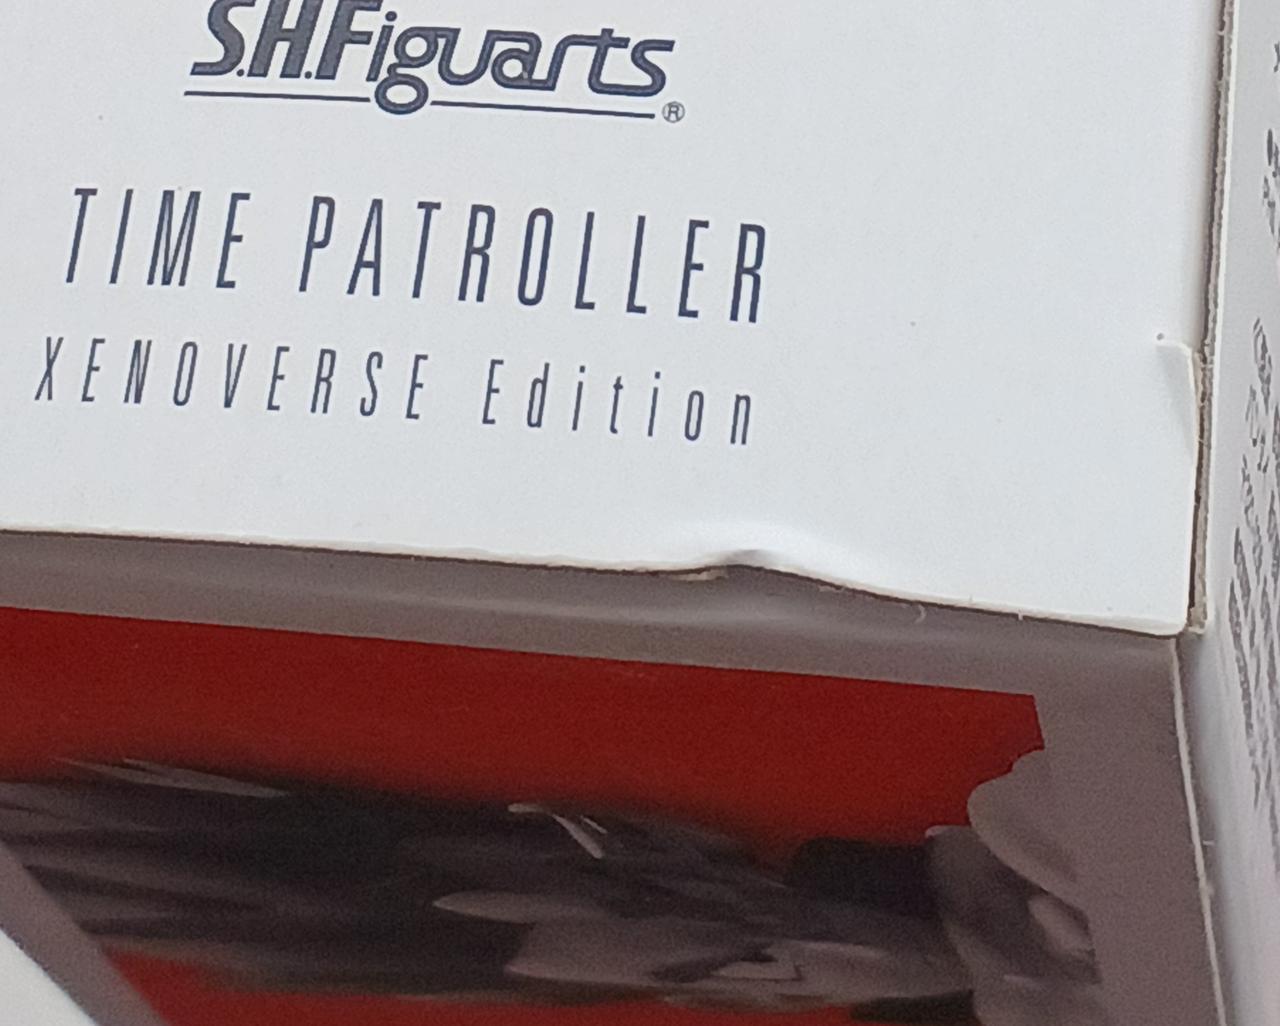 S.H.Figuarts®
TIME PATROLLER
XENOVERSE Edition